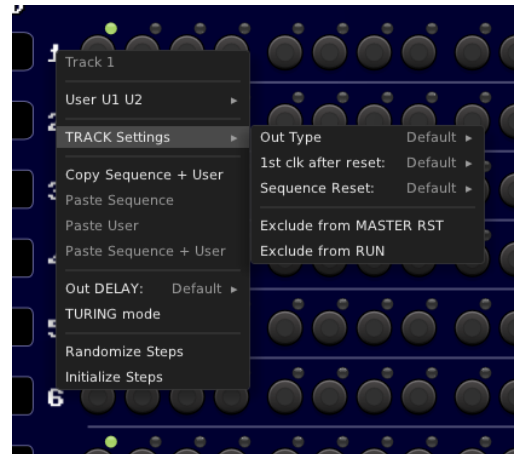 1
Track 1
User U1 U2
2
TRACK Settings
Out Type Default
1st clk after reset: Default
Copy Sequence + User
Sequence Reset: Default
3
Paste Sequence
Paste User
Exclude from MASTER RST
4
Paste Sequence + User
Exclude from RUN
Out DELAY: Default
TURING mode
5
Randomize Steps
Initialize Steps
6